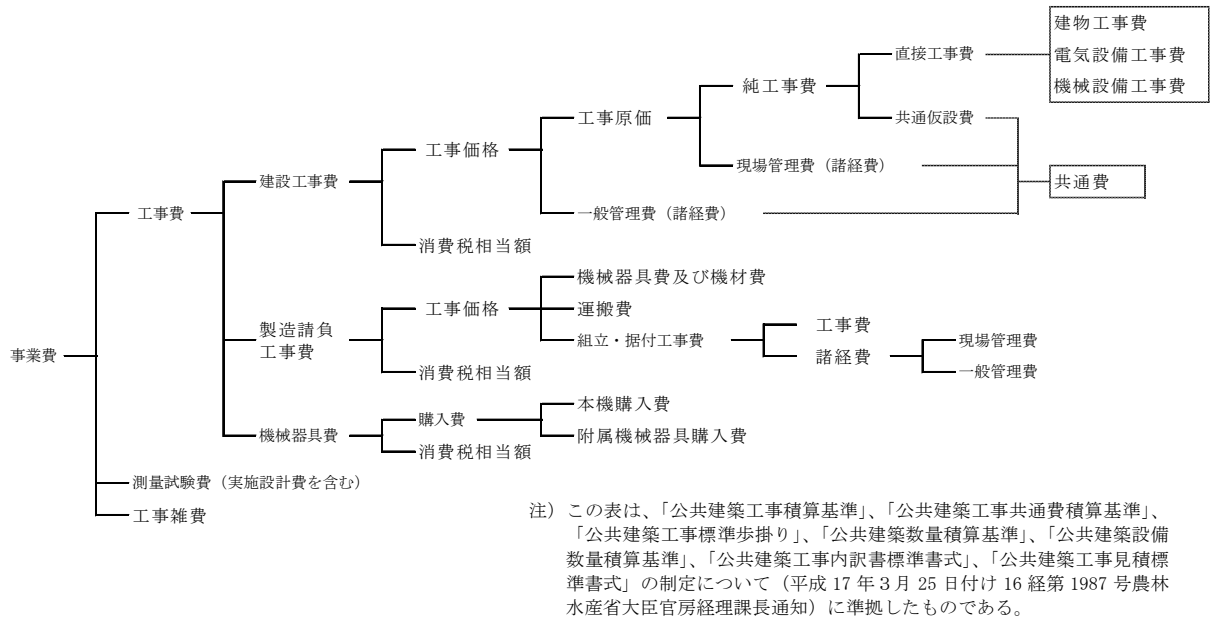 建物工事費
直接工事費
電気設備工事費
純工事費
機械設備工事費
工事原価
共通仮設費
工事価格
現場管理費（諸経費）
建設工事費
共通費
工事費
一般管理費（諸経費）
消費税相当額
機械器具費及び機材費
工事価格
運搬費
製造請負
工事費
組立・据付工事費
工事費
現場管理費
事業費
諸経費
消費税相当額
一般管理費
本機購入費
購入費
機械器具費
附属機械器具購入費
消費税相当額
測量試験費（実施設計費を含む）
工事雑費
注）この表は、「公共建築工事積算基準」、「公共建築工事共通費積算基準」、
「公共建築工事標準歩掛り」、「公共建築数量積算基準」、「公共建築設備
数量積算基準」、「公共建築工事内訳書標準書式」、「公共建築工事見積標
準書式」の制定について（平成 17 年３月 25 日付け 16 経第 1987 号農林
水産省大臣官房経理課長通知）に準拠したものである。